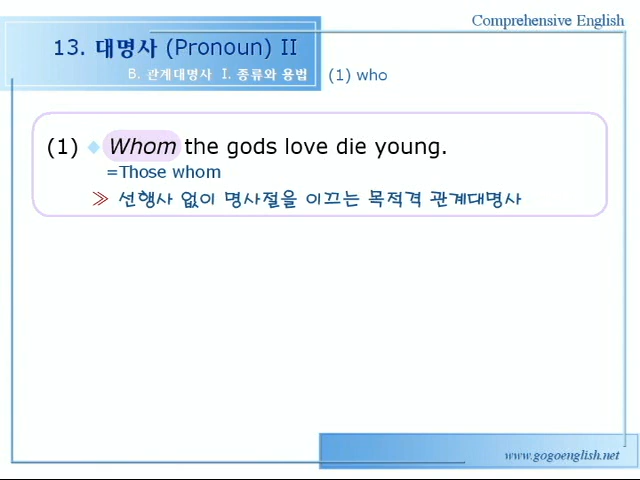 Comprehensive English
13. 대명사 (Pronoun) II
B. 관계대명사 I. 종류와 용법 (1) who
(1) ◆ Whom the gods love die young.
=Those whom
≫ 선행사 없이 명사절을 이끄는 목적격 관계대명사
www.gogoenglish.net